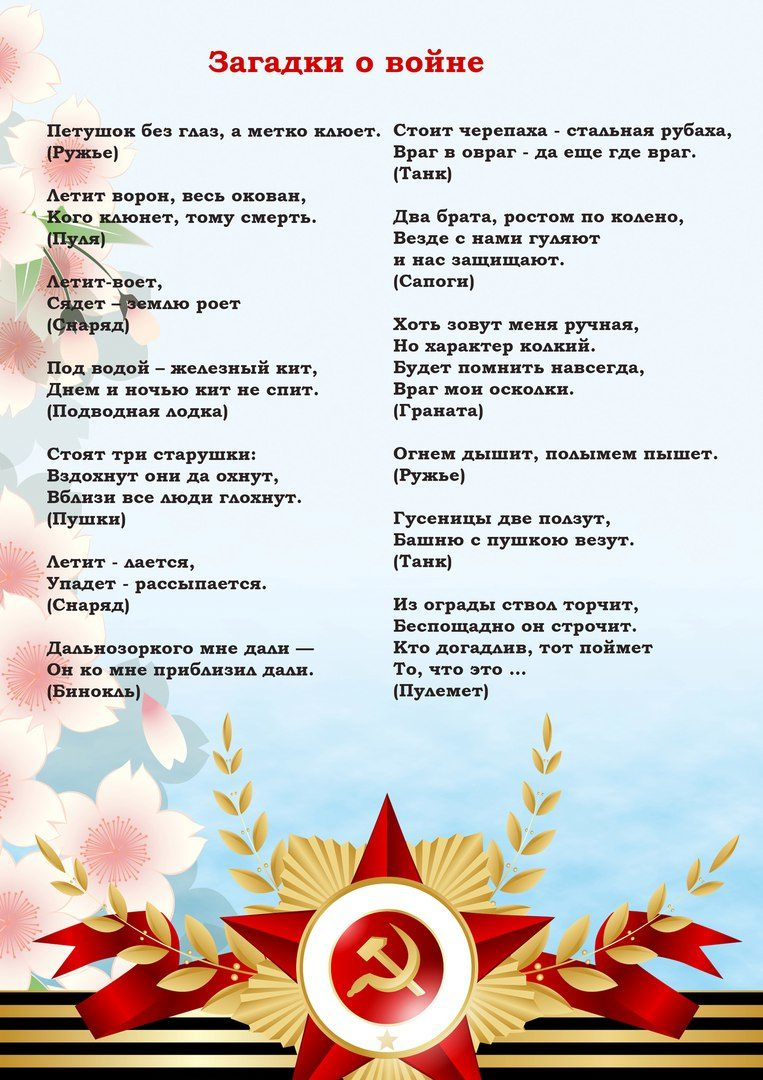 Загадки о войне
Петушок без глаз, а метко клюет.
(Ружье)
Летит ворон, весь окован,
Кого клюнет, тому смерть.
(Пуля)
Летит-воет,
Сядет – землю роет
(Снаряд)
Под водой – железный кит,
Днем и ночью кит не спит.
(Подводная лодка)
Стоят три старушки:
Вздохнут они да охнут,
Вблизи все люди глохнут.
(Пушки)
Летит - лается,
Упадет - рассыпается.
(Снаряд)
Дальнозоркого мне дали —
Он ко мне приблизил дали.
(Бинокль)
Стоит черепаха - стальная рубаха,
Враг в овраг - да еще где враг.
(Танк)
Два брата, ростом по колено,
Везде с нами гуляют
и нас защищают.
(Сапоги)
Хоть зовут меня ручная,
Но характер колкий.
Будет помнить навсегда,
Враг мои осколки.
(Граната)
Огнем дышит, полымем пышет.
(Ружье)
Гусеницы две ползут,
Башню с пушкою везут.
(Танк)
Из ограды ствол торчит,
Беспощадно он строчит.
Кто догадлив, тот поймет
То, что это ...
(Пулемет)